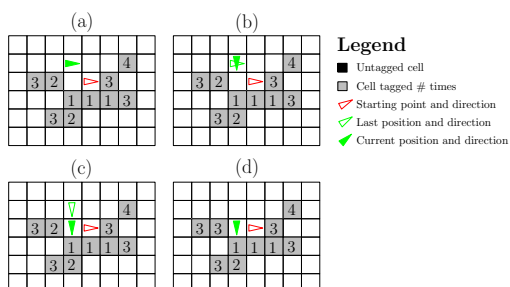 (a)
(b)
4
3 2 3
1 1 1 3
3 2
4
3 2 3
1 1 1 3
3 2
Legend
Untagged cell
Cell tagged # times
Starting point and direction
Last position and direction
Current position and direction
(c)
(d)
4
3 2 3
1 1 1 3
3 2
4
3 3 3
1 1 1 3
3 2